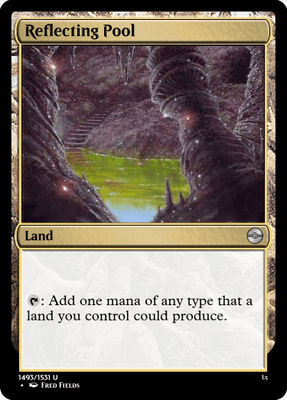 Reflecting Pool
Land
: Add one mana of any type that a
land you control could produce.
1493/1531 U
Ls
• FRED FIELDS